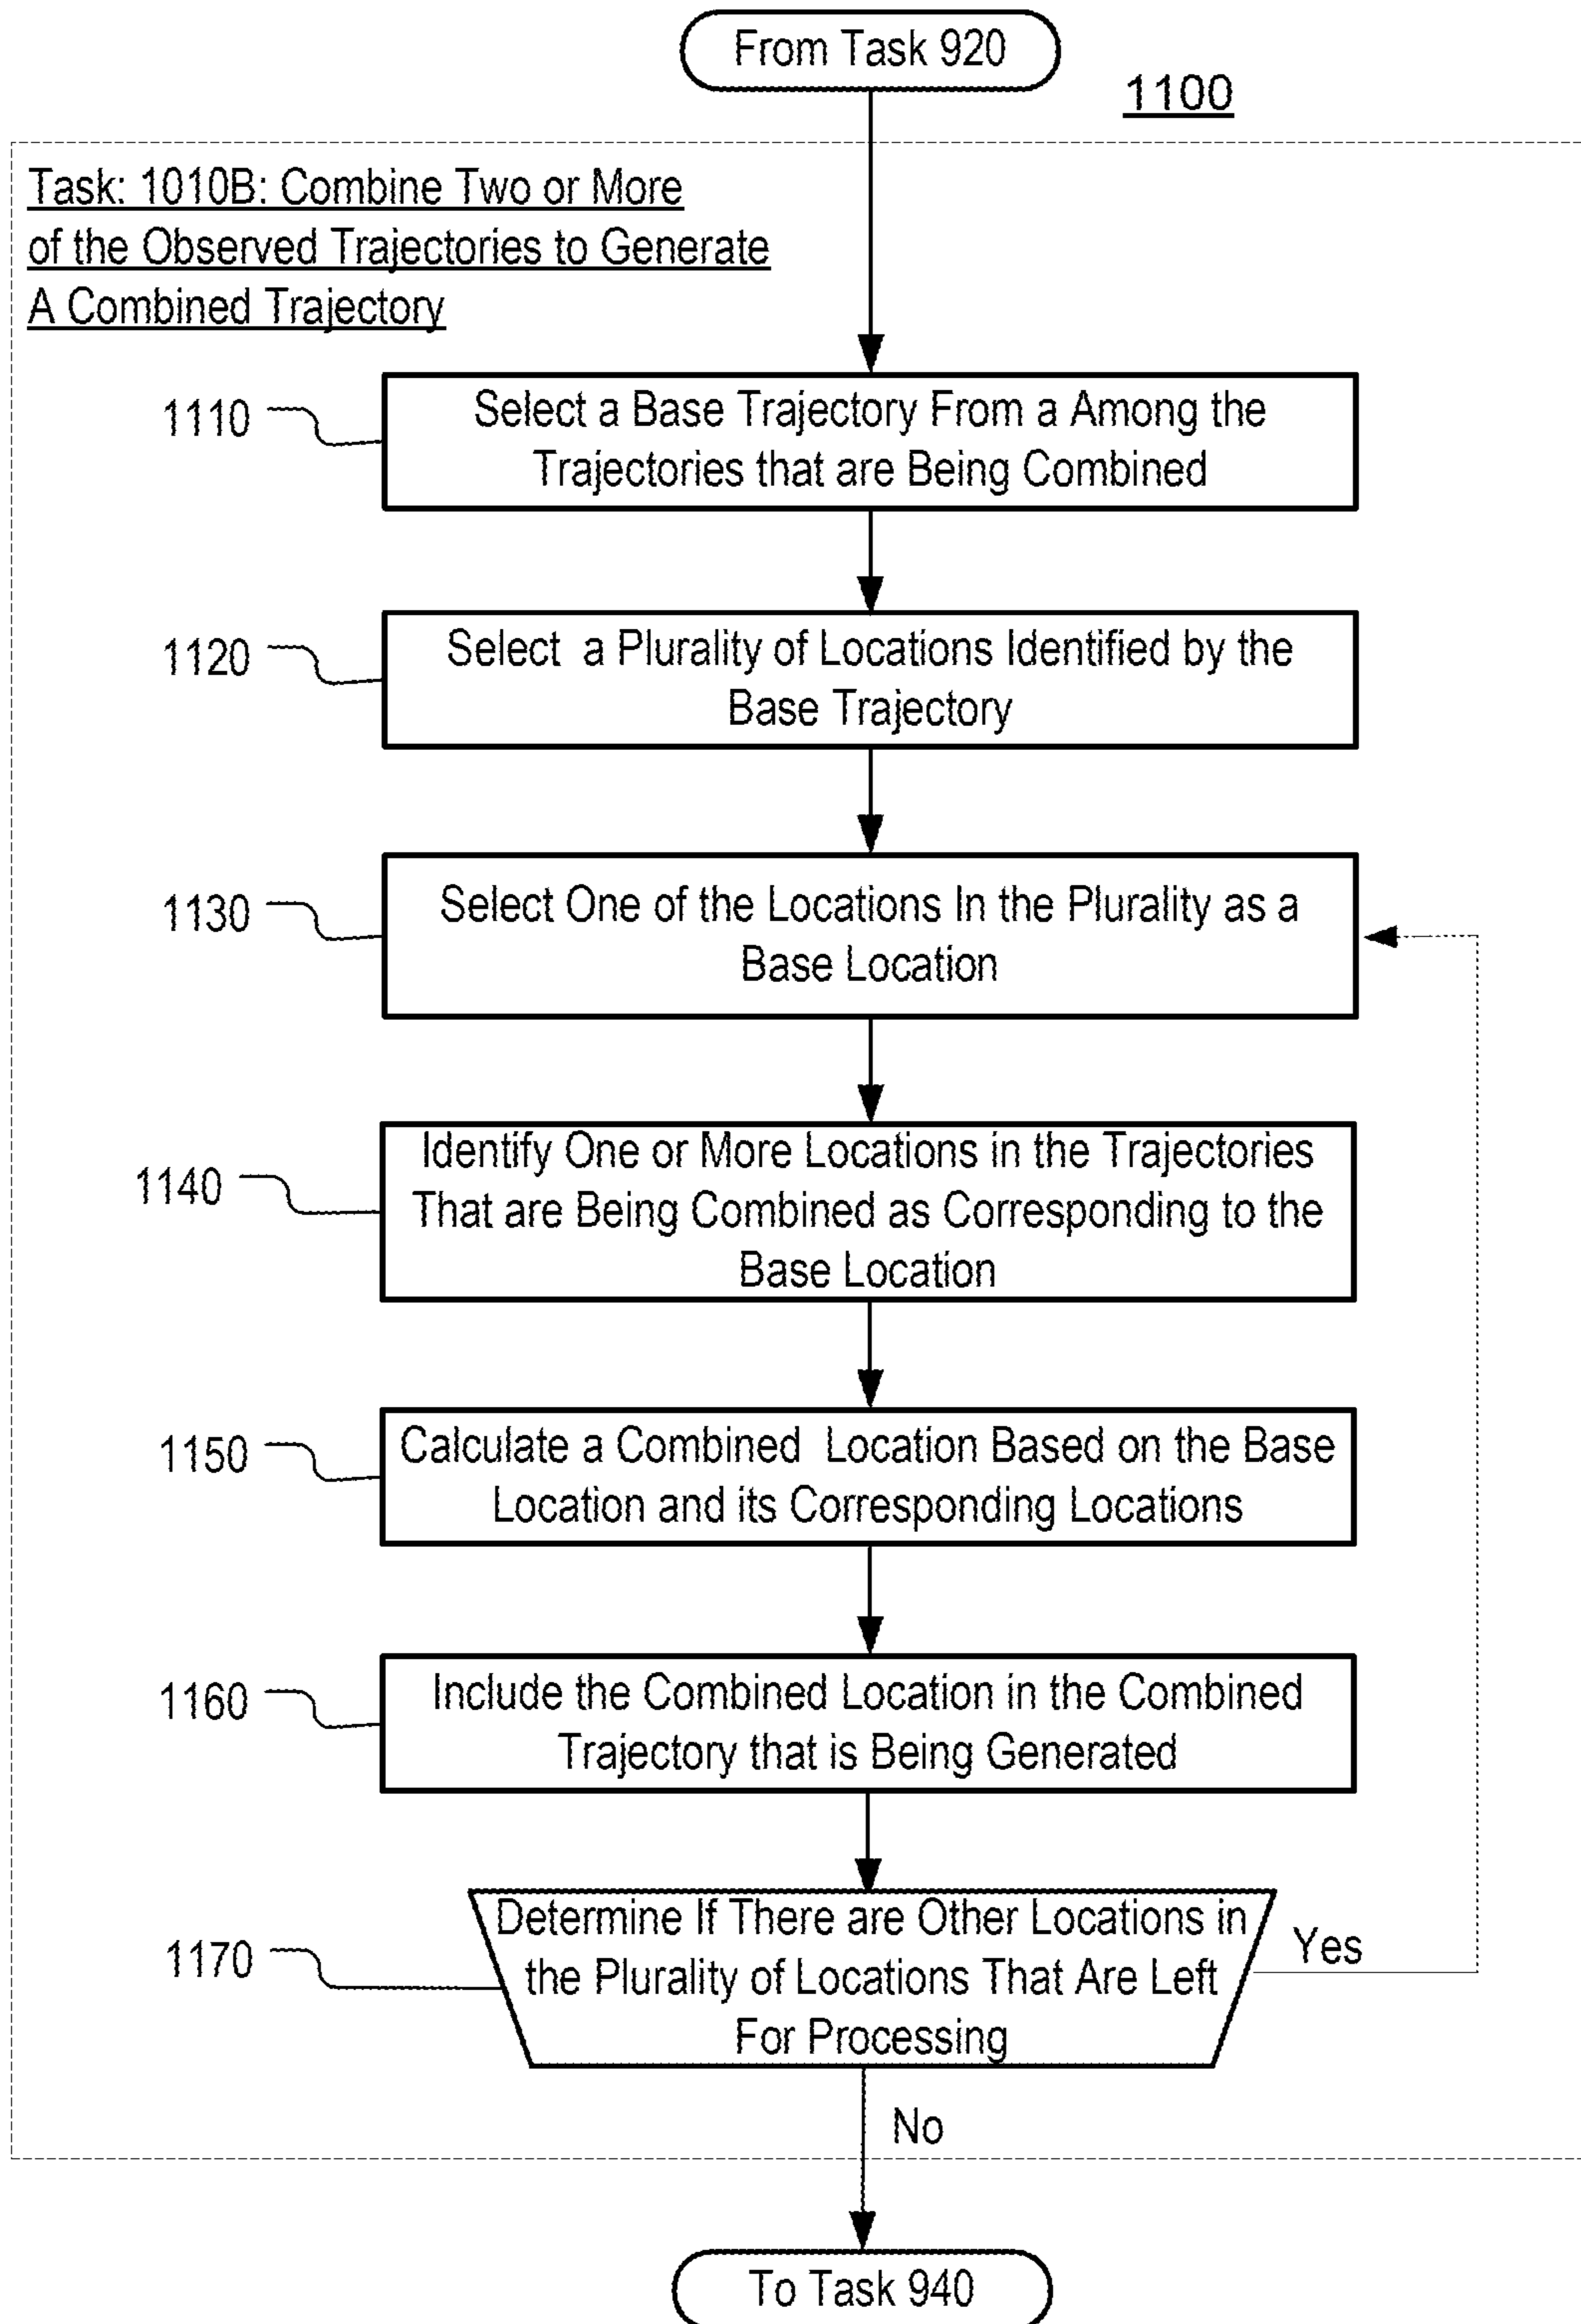 From Task 920
1100
Task: 1010B: Combine Two or More
of the Observed Trajectories to Generate
A Combined Trajectory
1110
Select a Base Trajectory From a Among the
Trajectories that are Being Combined
1120
Select a Plurality of Locations Identified by the
Base Trajectory
1130
Select One of the Locations In the Plurality as a
Base Location
1140
Identify One or More Locations in the Trajectories
That are Being Combined as Corresponding to the
Base Location
1150
Calculate a Combined Location Based on the Base
Location and its Corresponding Locations
1160
Include the Combined Location in the Combined
Trajectory that is Being Generated
1170
Determine If There are Other Locations in
the Plurality of Locations That Are Left
For Processing
Yes
No
To Task 940